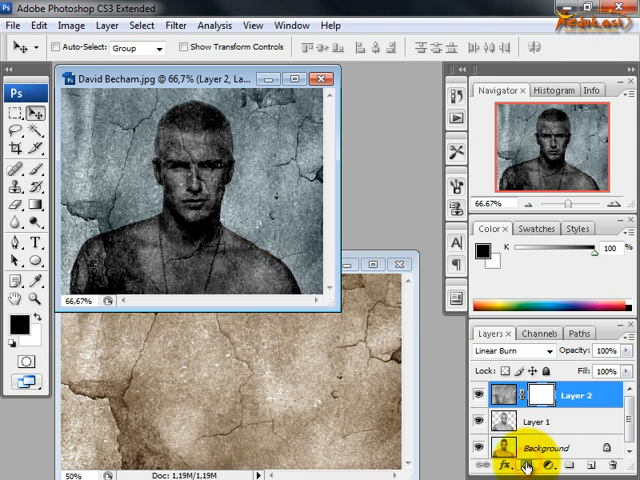 Adobe Photoshop CS3 Extended
edukasi
File Edit Image Layer Select Filter Analysis View Window Help
Auto-Select: Group Show Transform Controls
David Becham.jpg @ 66,7% (Layer 2, La...
Ps
66,67%
50% Doc: 1,19M/1,19M
Navigator × Histogram Info
66.67%
Color × Swatches Styles
K 100 %
Layers × Channels Paths
Linear Burn Opacity: 100%
Lock: Fill: 100%
Layer 2
Layer 1
Background